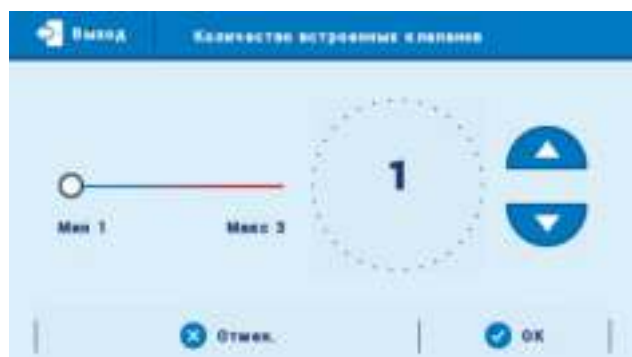 Выход
Количество встроенных клапанов
1
Мин 1
Макс 3
Отмен.
OK